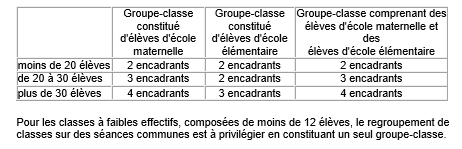 Groupe-classe constitué d'élèves d'école maternelle | Groupe-classe constitué d'élèves d'école élémentaire | Groupe-classe comprenant des élèves d'école maternelle et des élèves d'école élémentaire
moins de 20 élèves | 2 encadrants | 2 encadrants | 2 encadrants
de 20 à 30 élèves | 3 encadrants | 2 encadrants | 3 encadrants
plus de 30 élèves | 4 encadrants | 3 encadrants | 4 encadrants
Pour les classes à faibles effectifs, composées de moins de 12 élèves, le regroupement de
classes sur des séances communes est à privilégier en constituant un seul groupe-classe.